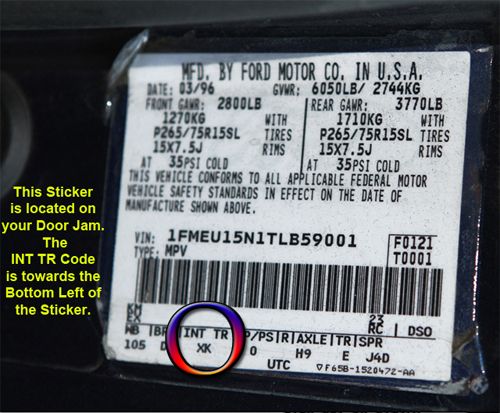 MFD. BY FORD MOTOR CO. IN U.S.A.
DATE: 03/96 GVWR: 6050LB/ 2744KG
FRONT GAWR: 2800LB REAR GAWR: 3770LB
1270KG WITH 1710KG WITH
P265/75R15SL TIRES P265/75R15SL TIRES
15X7.5J RIMS 15X7.5J RIMS
AT 35PSI COLD AT 35PSI COLD
THIS VEHICLE CONFORMS TO ALL APPLICABLE FEDERAL MOTOR
VEHICLE SAFETY STANDARDS IN EFFECT ON THE DATE OF
MANUFACTURE SHOWN ABOVE.
VIN: 1FMEU15N1TLB59001 F0121
TYPE: MPV T0001
This Sticker
is located on
your Door Jam.
The
INT TR Code
is towards the
Bottom Left of
the Sticker.
23
RC DSO
WB |BR| INT TR P/PS|R|AXLE|TR|SPR
105 D XK 0 H9 E J4D
UTC ▽F65B-1520472-AA